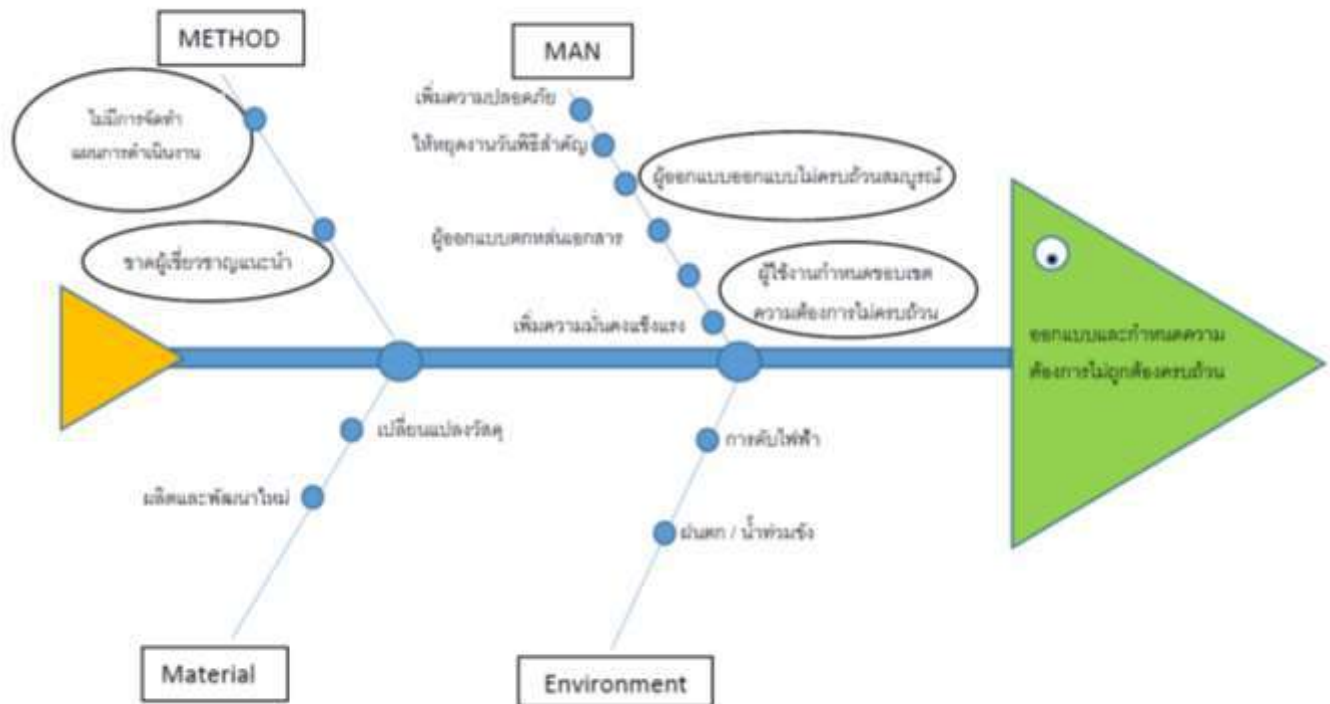 METHOD
MAN
ไม่มีการจัดทำ
แผนการดำเนินงาน
ขาดผู้เชี่ยวชาญแนะนำ
เพิ่มความปลอดภัย
ให้หยุดงานวันพิธีสำคัญ
ผู้ออกแบบออกแบบไม่ครบถ้วนสมบูรณ์
ผู้ออกแบบตกหล่นเอกสาร
ผู้ใช้งานกำหนดขอบเขต
ความต้องการไม่ครบถ้วน
เพิ่มความมั่นคงแข็งแรง
ออกแบบและกำหนดความ
ต้องการไม่ถูกต้องครบถ้วน
เปลี่ยนแปลงวัสดุ
ผลิตและพัฒนาใหม่
การดับไฟฟ้า
ฝนตก / น้ำท่วมขัง
Material
Environment